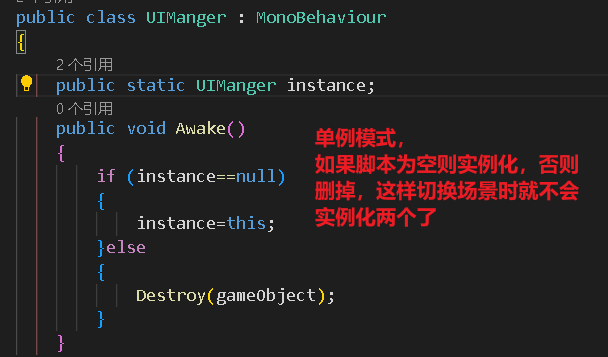 public class UIManger : MonoBehaviour
{
2 个引用
public static UIManger instance;
0 个引用
public void Awake()
{
if (instance==null)
{
instance=this;
}else
{
Destroy(gameObject);
}
}
单例模式,
如果脚本为空则实例化，否则
删掉，这样切换场景时就不会
实例化两个了